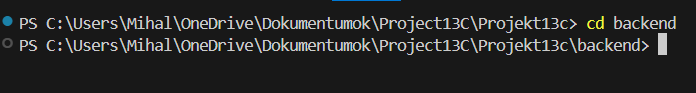 PS C:\Users\Mihal\OneDrive\Dokumentumok\Project13C\Projekt13c> cd backend
PS C:\Users\Mihal\OneDrive\Dokumentumok\Project13C\Projekt13c\backend>